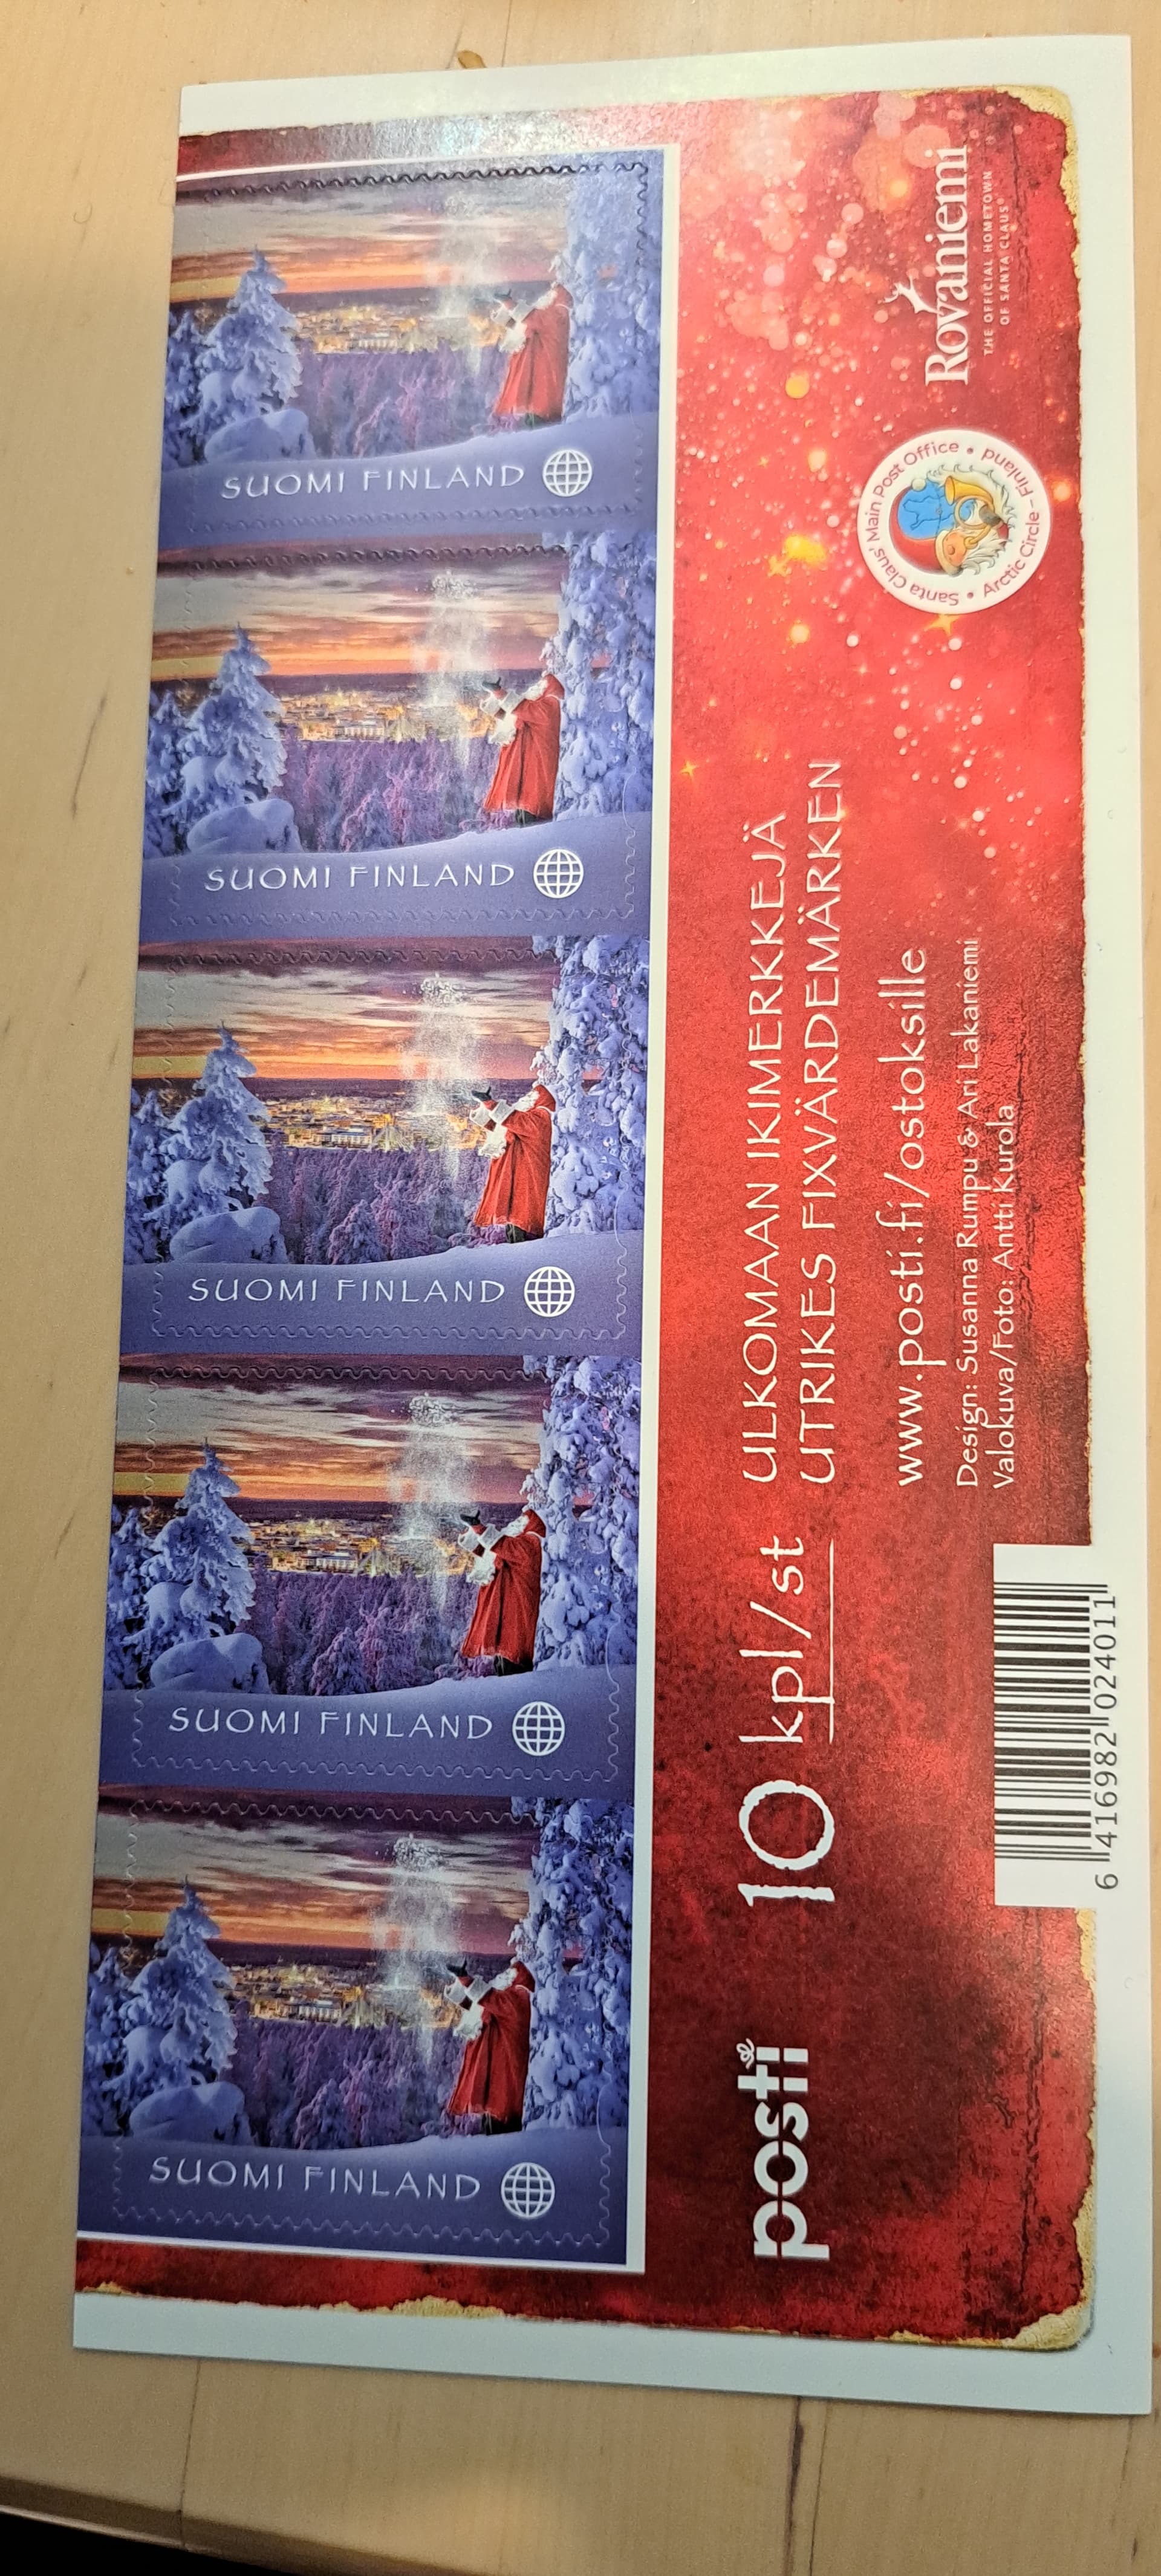 SUOMI FINLAND
SUOMI FINLAND
SUOMI FINLAND
SUOMI FINLAND
SUOMI FINLAND
posti
10 kpl/st
ULKOMAAN IKIMERKKEJÄ
UTRIKES FIXVÄRDEMÄRKEN
www.posti.fi/ostoksille
Design: Susanna Rumpu & Ari Lakaniemi
Valokuva/Foto: Antti Kurola
Santa Claus' Main Post Office •
Arctic Circle – Finland •
Rovaniemi
THE OFFICIAL HOMETOWN
OF SANTA CLAUS®
6 416982 024011